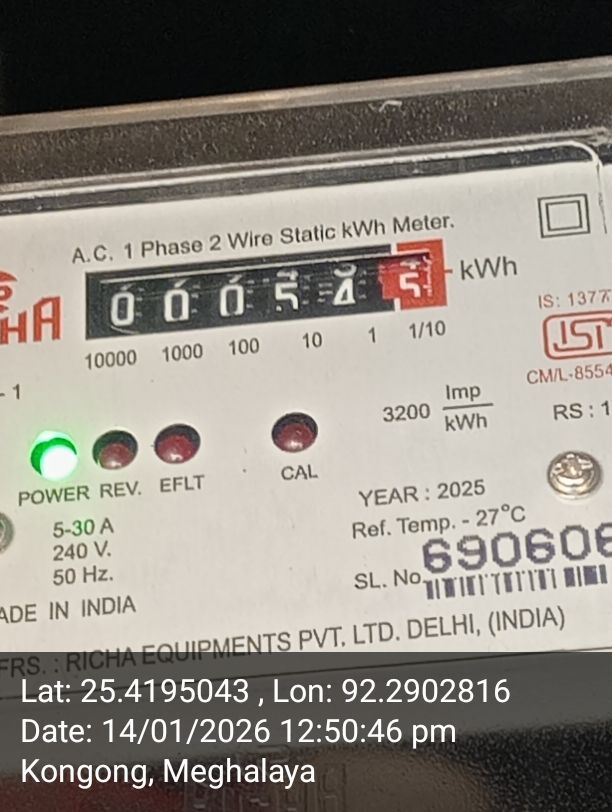 A.C. 1 Phase 2 Wire Static kWh Meter.
HA
0 0 0 5 5 kWh
10000 1000 100 10 1 1/10
IS: 1377
ISI
CM/L-8554
- 1
3200 Imp
kWh
RS : 1
POWER REV. EFLT CAL
YEAR : 2025
5-30 A
Ref. Temp. - 27°C
240 V.
50 Hz.
SL. No. 690606
ADE IN INDIA
FRS. : RICHA EQUIPMENTS PVT. LTD. DELHI, (INDIA)
Lat: 25.4195043 , Lon: 92.2902816
Date: 14/01/2026 12:50:46 pm
Kongong, Meghalaya